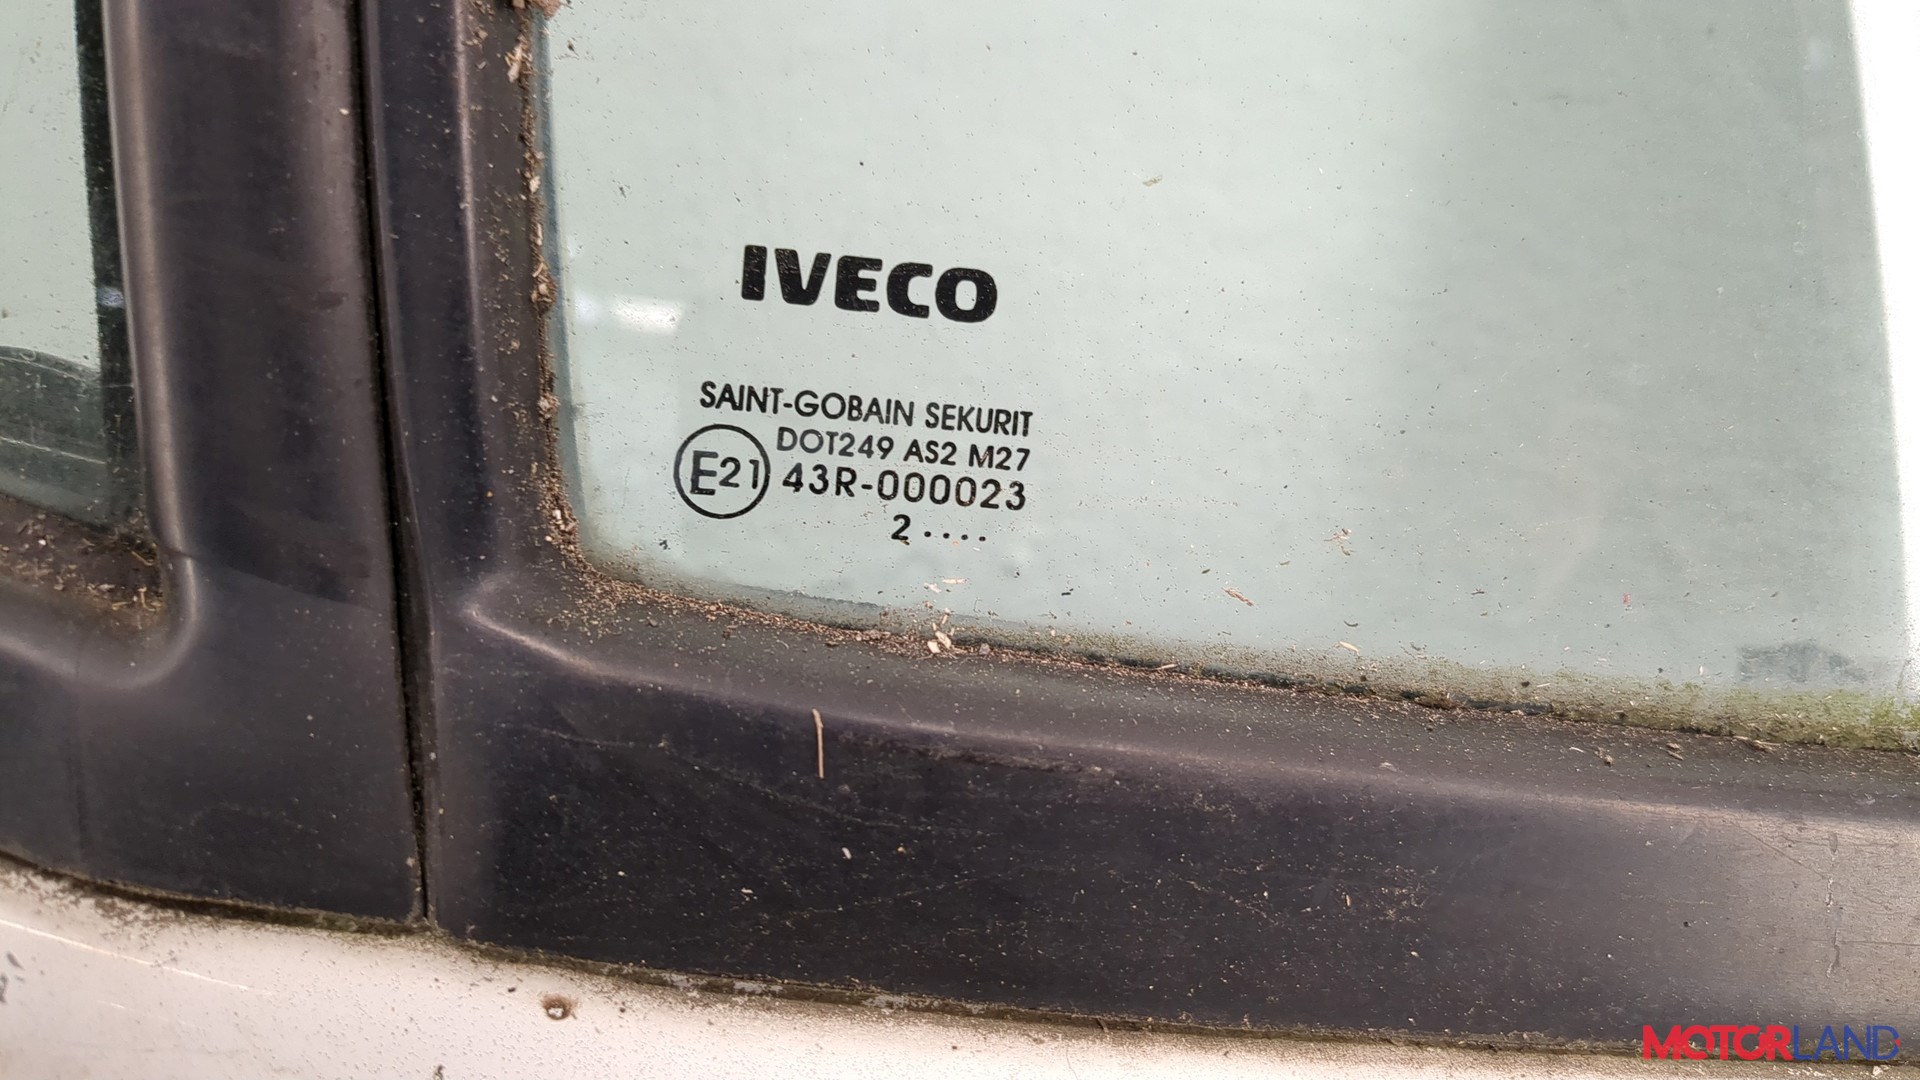 IVECO
SAINT-GOBAIN SEKURIT
DOT249 AS2 M27
E21 43R-000023
2 ....
MOTORLAND